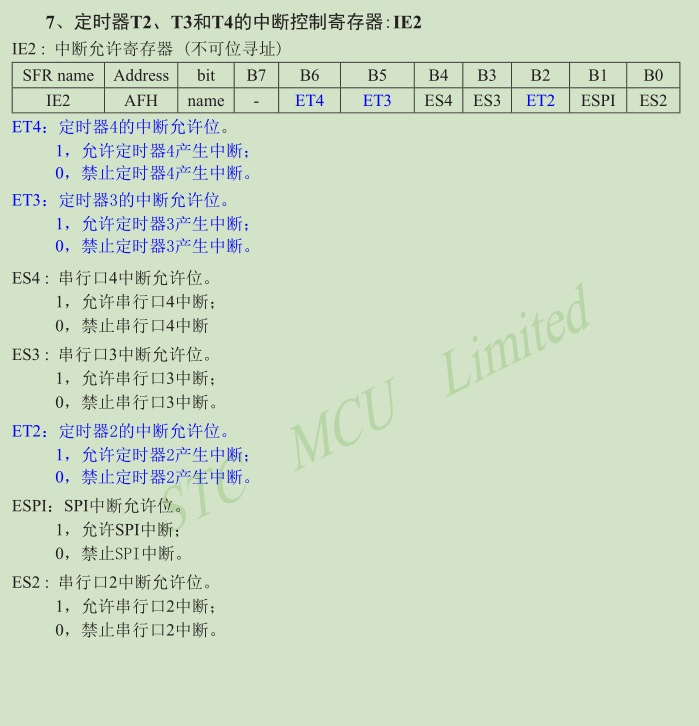 7、定时器T2、T3和T4的中断控制寄存器:IE2
IE2: 中断允许寄存器 (不可位寻址)
SFR name Address bit B7 B6 B5 B4 B3 B2 B1 B0
IE2 AFH name - ET4 ET3 ES4 ES3 ET2 ESPI ES2
ET4: 定时器4的中断允许位。
1, 允许定时器4产生中断;
0, 禁止定时器4产生中断。
ET3: 定时器3的中断允许位。
1, 允许定时器3产生中断;
0, 禁止定时器3产生中断。
ES4: 串行口4中断允许位。
1, 允许串行口4中断;
0, 禁止串行口4中断
ES3: 串行口3中断允许位。
1, 允许串行口3中断;
0, 禁止串行口3中断。
ET2: 定时器2的中断允许位。
1, 允许定时器2产生中断;
0, 禁止定时器2产生中断。
ESPI: SPI中断允许位。
1, 允许SPI中断;
0, 禁止SPI中断。
ES2: 串行口2中断允许位。
1, 允许串行口2中断;
0, 禁止串行口2中断。
STC MCU Limited